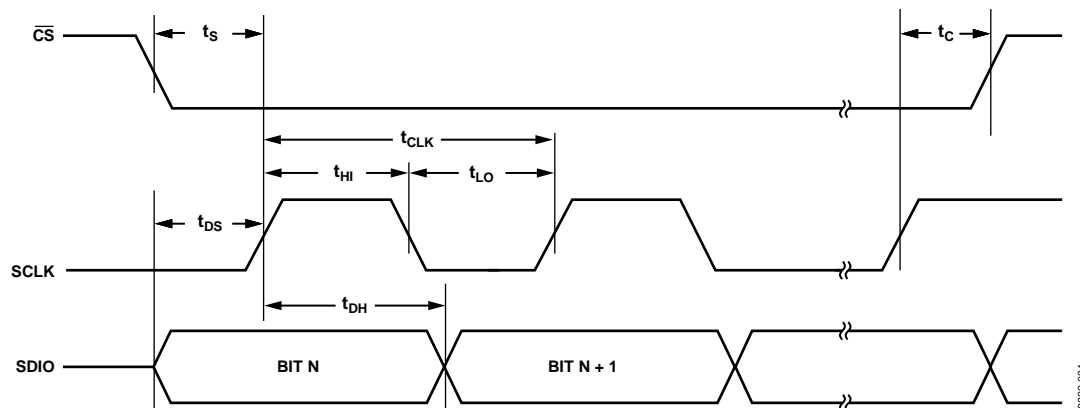 CS
tS
tC
tCLK
tHI
tLO
tDS
SCLK
tDH
SDIO
BIT N
BIT N + 1